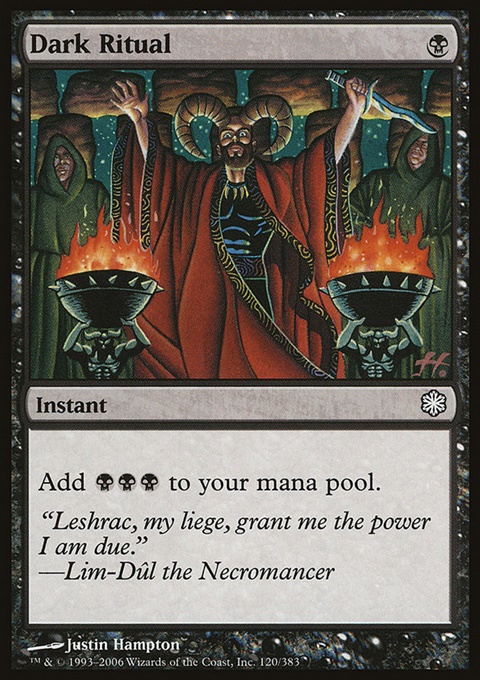 Dark Ritual
H.
Instant
Add to your mana pool.
“Leshrac, my liege, grant me the power
I am due.”
—Lim-Dûl the Necromancer
Justin Hampton
™ & © 1993–2006 Wizards of the Coast, Inc. 120/383